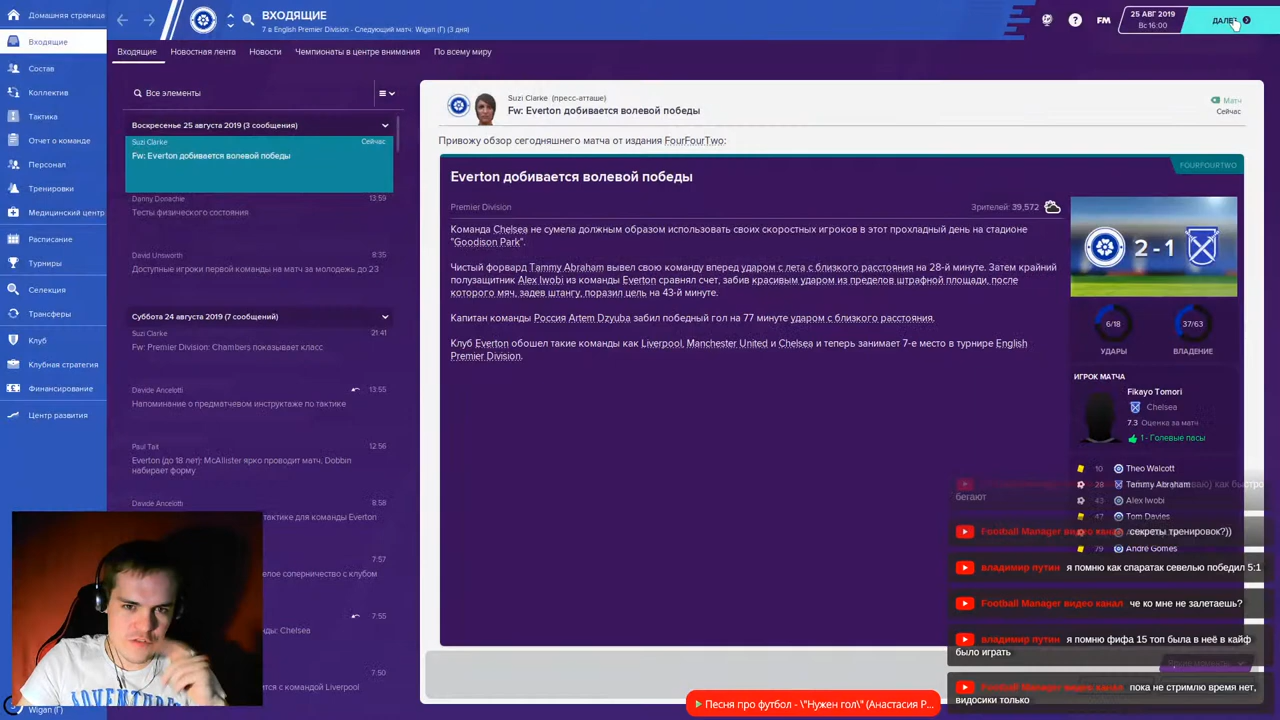 Домашняя страница
Входящие
Состав
Коллектив
Тактика
Отчет о команде
Персонал
Тренировки
Медицинский центр
Расписание
Турниры
Селекция
Трансферы
Клуб
Клубная стратегия
Финансирование
Центр развития
Wigan (Г)
ВХОДЯЩИЕ
7 в English Premier Division - Следующий матч. Wigan (Г) (3 дня)
FM
25 АВГ 2019
Вс 16:00
ДАЛЕЕ
Входящие
Новостная лента
Новости
Чемпионаты в центре внимания
По всему миру
Все элементы
Воскресенье 25 августа 2019 (3 сообщения)
Suzi Clarke
Сейчас
Fw: Everton добивается волевой победы
Danny Donachie
13:59
Тесты физического состояния
David Unsworth
8:35
Доступные игроки первой команды на матч за молодежь до 23
Суббота 24 августа 2019 (7 сообщений)
Suzi Clarke
21:41
Fw: Premier Division: Chambers показывает класс
Davide Ancelotti
13:55
Напоминание о предматчевом инструктаже по тактике
Paul Tait
12:56
Everton (до 18 лет): McAllister ярко проводит матч, Dobbin
набирает форму
Davide Ancelotti
8:58
тактике для команды Everton
7:57
соперничество с клубом
7:55
Chelsea
7:50
с командой Liverpool
Suzi Clarke (пресс-атташе)
Fw: Everton добивается волевой победы
Матч
Сейчас
Привожу обзор сегодняшнего матча от издания FourFourTwo:
FOURFOURTWO
Everton добивается волевой победы
Premier Division
Зрителей: 39,572
Команда Chelsea не сумела должным образом использовать своих скоростных игроков в этот прохладный день на стадионе
"Goodison Park".
Чистый форвард Tammy Abraham вывел свою команду вперед ударом с лета с близкого расстояния на 28-й минуте. Затем крайний
полузащитник Alex Iwobi из команды Everton сравнял счет, забив красивым ударом из пределов штрафной площади, после
которого мяч, задев штангу, поразил цель на 43-й минуте.
Капитан команды Россия Artem Dzyuba забил победный гол на 77 минуте ударом с близкого расстояния.
Клуб Everton обошел такие команды как Liverpool, Manchester United и Chelsea и теперь занимает 7-е место в турнире English
Premier Division.
2 - 1
6/18
УДАРЫ
37/63
ВЛАДЕНИЕ
ИГРОК МАТЧА
Fikayo Tomori
Chelsea
7.3 Оценка за матч
1 - Голевые пасы
10 Theo Walcott
28 Tammy Abraham
43 Alex Iwobi
47 Tom Davies
79 André Gomes
как быстро
бегают
Football Manager видео канал секреты тренировок?))
владимир путин я помню как спаратак севелью победил 5:1
Football Manager видео канал че ко мне не залетаешь?
владимир путин я помню фифа 15 топ была в неё в кайф
было играть
Football Manager видео канал пока не стримлю время нет,
видосики только
Песня про футбол - \"Нужен гол\" (Анастасия Р...